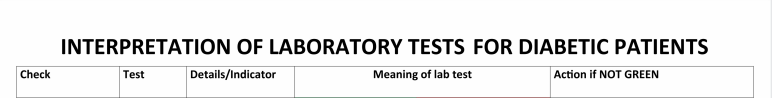 INTERPRETATION OF LABORATORY TESTS FOR DIABETIC PATIENTS
Check Test Details/Indicator Meaning of lab test Action if NOT GREEN